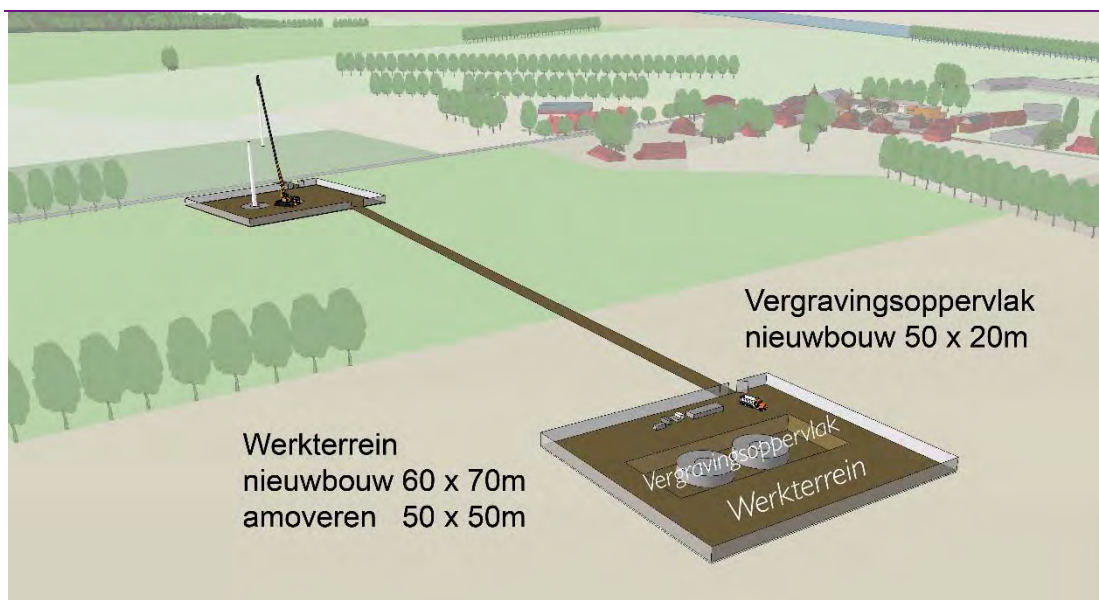 Vergravingsoppervlak
nieuwbouw 50 x 20m
Werkterrein
nieuwbouw 60 x 70m
amoveren 50 x 50m
Vergravingsoppervlak
Werkterrein